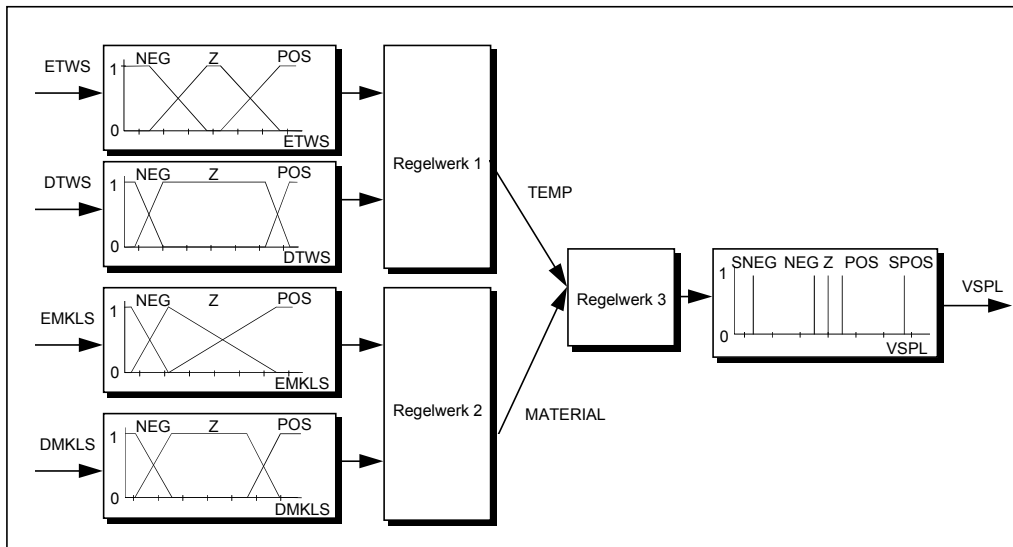 ETWS
NEG Z POS
1
0
ETWS
DTWS
NEG Z POS
1
0
DTWS
Regelwerk 1
TEMP
EMKLS
NEG Z POS
1
0
EMKLS
DMKLS
NEG Z POS
1
0
DMKLS
Regelwerk 2
MATERIAL
Regelwerk 3
1
SNEG NEG Z POS SPOS
0
VSPL
VSPL